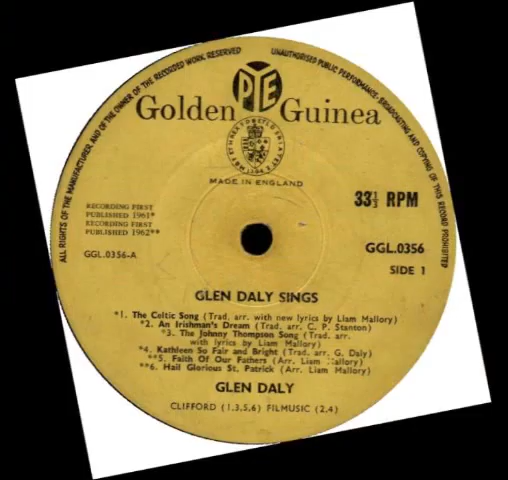 ALL RIGHTS OF THE MANUFACTURER, AND OF THE OWNER OF THE RECORDED WORK RESERVED
UNAUTHORISED PUBLIC PERFORMANCE, BROADCASTING AND COPYING OF THIS RECORD PROHIBITED
PYE
Golden Guinea
MADE IN ENGLAND
RECORDING FIRST
PUBLISHED 1961*
RECORDING FIRST
PUBLISHED 1962**
33⅓ RPM
GGL.0356-A
GGL.0356
SIDE 1
GLEN DALY SINGS
*1. The Celtic Song (Trad. arr. with new lyrics by Liam Mallory)
*2. An Irishman's Dream (Trad. arr. C. P. Stanton)
*3. The Johnny Thompson Song (Trad. arr.
with lyrics by Liam Mallory)
*4. Kathleen So Fair and Bright (Trad. arr. G. Daly)
**5. Faith Of Our Fathers (Arr. Liam Mallory)
**6. Hail Glorious St. Patrick (Arr. Liam Mallory)
GLEN DALY
CLIFFORD (1,3,5,6) FILMUSIC (2,4)